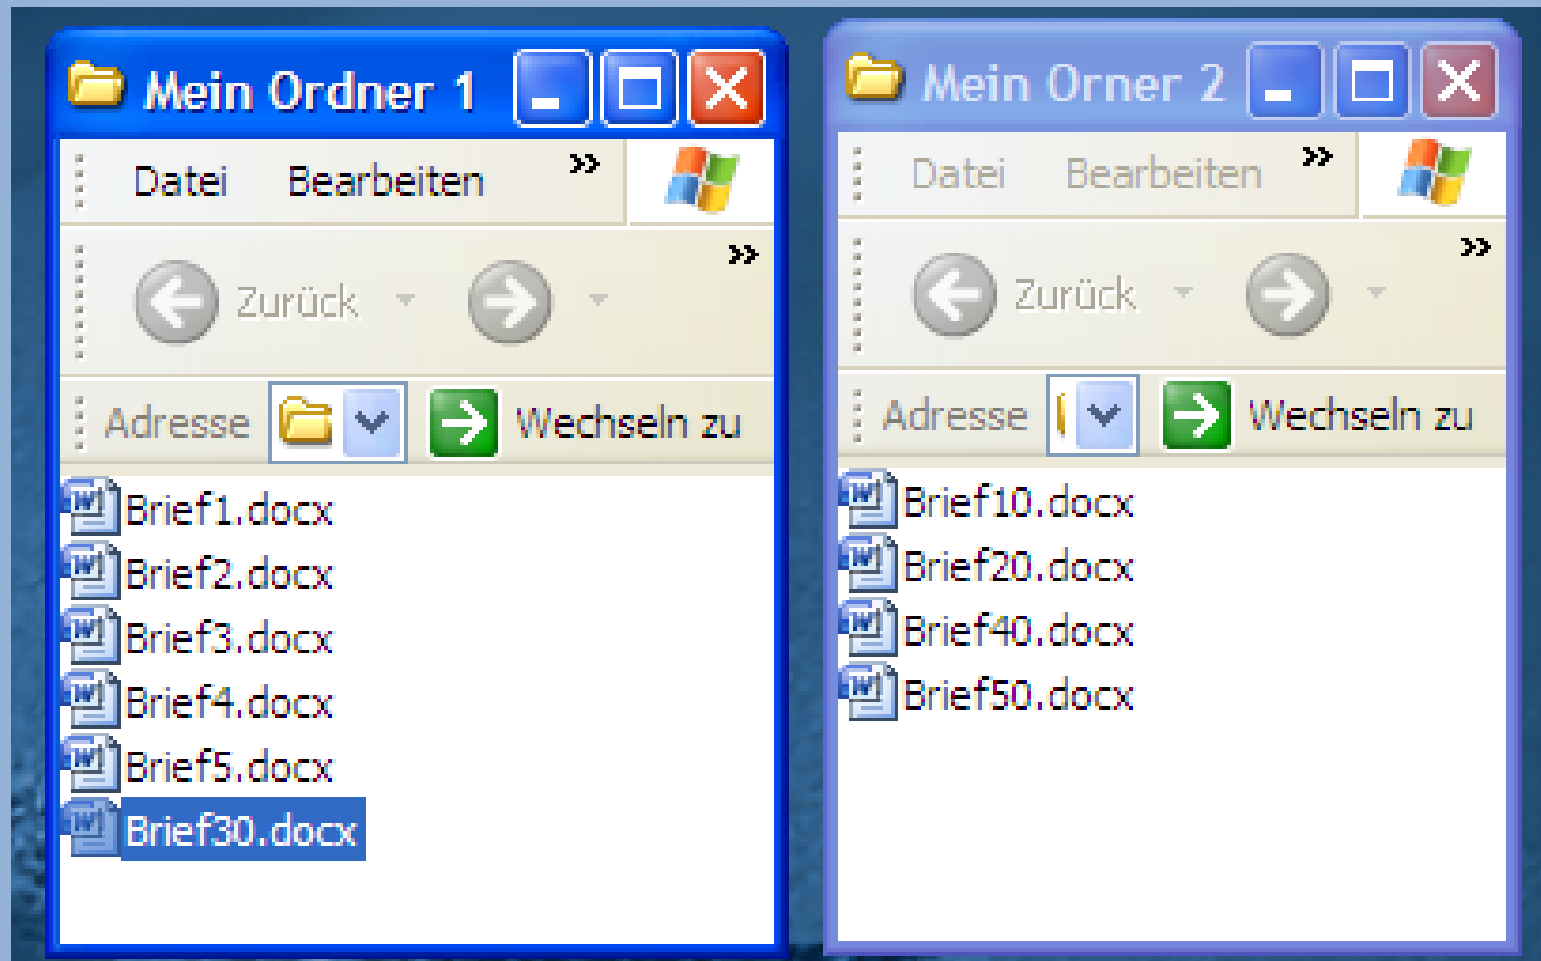 Mein Ordner 1
Datei Bearbeiten »
Zurück »
Adresse Wechseln zu
Brief1.docx
Brief2.docx
Brief3.docx
Brief4.docx
Brief5.docx
Brief30.docx
Mein Orner 2
Datei Bearbeiten »
Zurück »
Adresse Wechseln zu
Brief10.docx
Brief20.docx
Brief40.docx
Brief50.docx